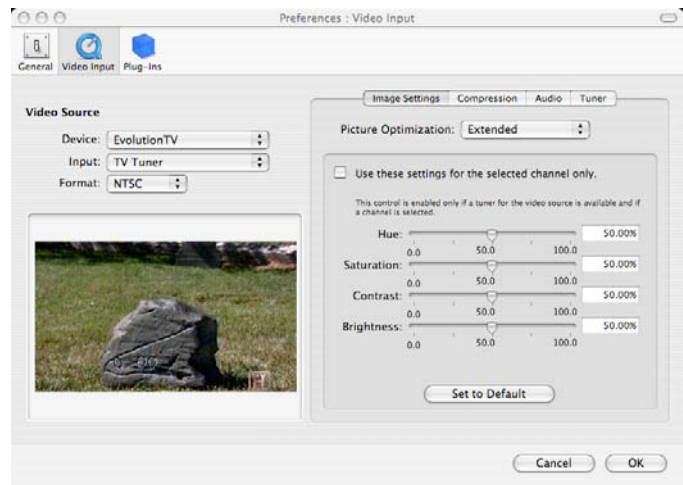 Preferences : Video Input
General Video Input Plug-Ins
Video Source
Device: EvolutionTV
Input: TV Tuner
Format: NTSC
Image Settings Compression Audio Tuner
Picture Optimization: Extended
Use these settings for the selected channel only.
This control is enabled only if a tuner for the video source is available and if
a channel is selected.
Hue: 50.00%
0.0 50.0 100.0
Saturation: 50.00%
0.0 50.0 100.0
Contrast: 50.00%
0.0 50.0 100.0
Brightness: 50.00%
0.0 50.0 100.0
Set to Default
Cancel OK